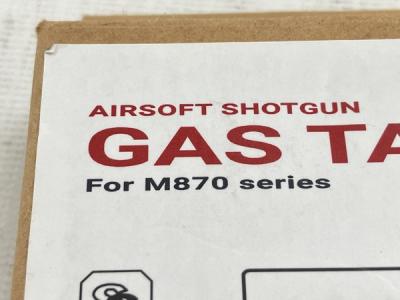 AIRSOFT SHOTGUN
GAS TA
For M870 series